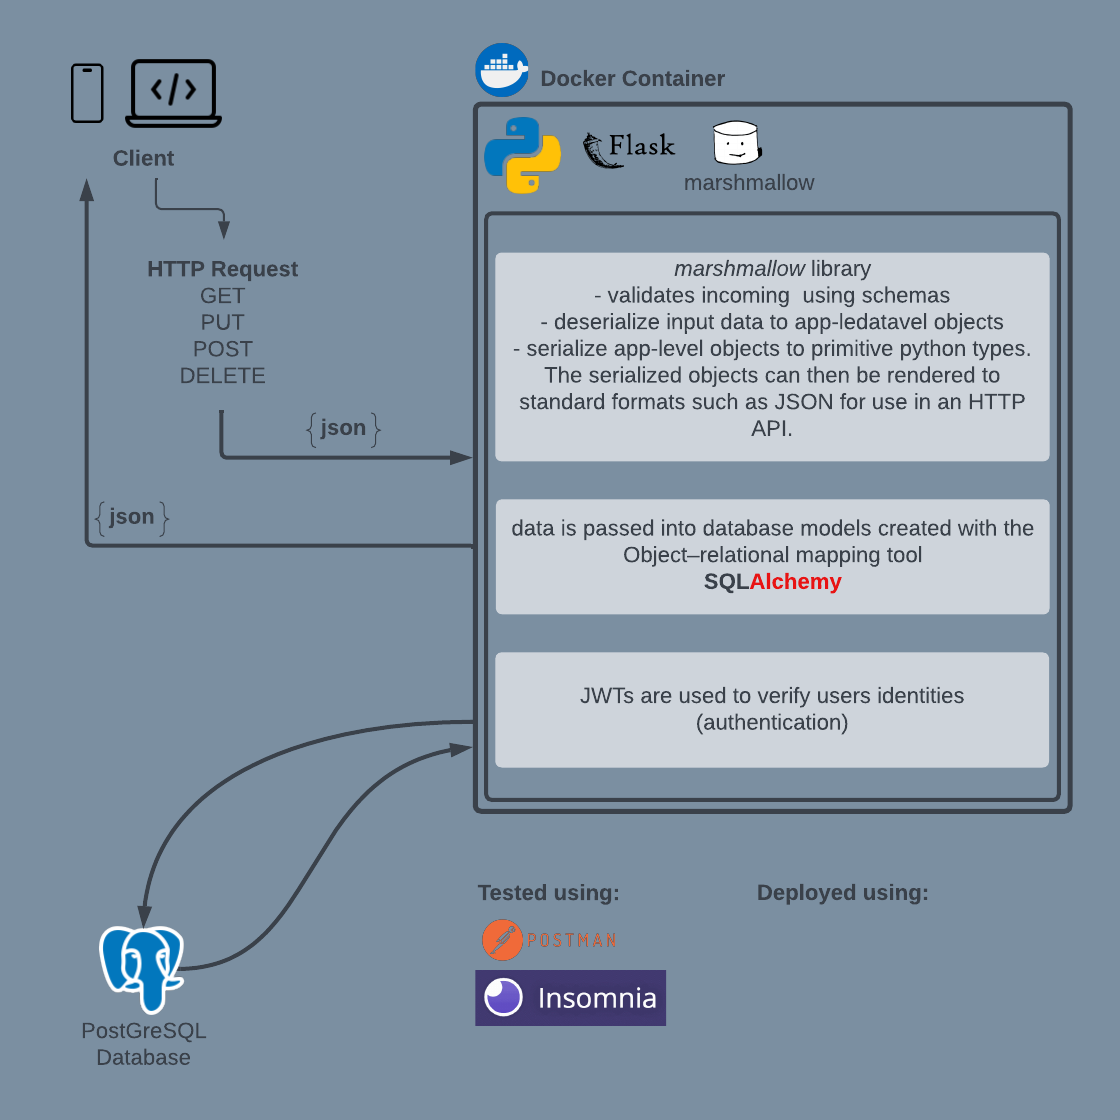 Docker Container
Client
Flask
marshmallow
HTTP Request
GET
PUT
POST
DELETE
{json}
{json}
marshmallow library
- validates incoming  using schemas
- deserialize input data to app-ledatavel objects
- serialize app-level objects to primitive python types.
The serialized objects can then be rendered to
standard formats such as JSON for use in an HTTP
API.
data is passed into database models created with the
Object–relational mapping tool
SQLAlchemy
JWTs are used to verify users identities
(authentication)
Tested using:
Deployed using:
POSTMAN
Insomnia
PostGreSQL
Database